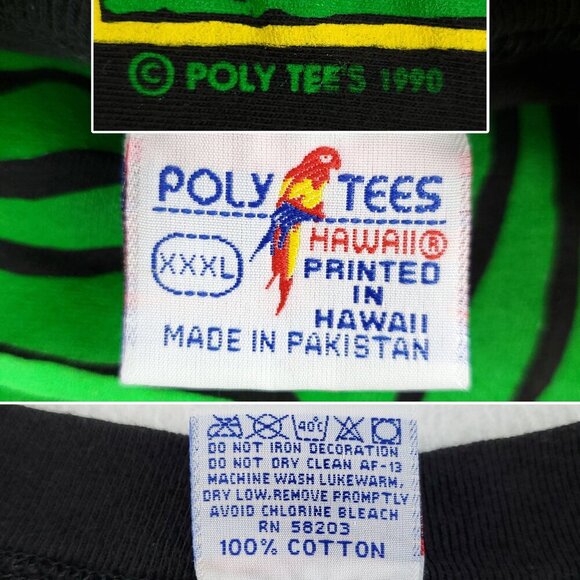 © POLY TEE'S 1990
POLY TEES
HAWAII®
XXXL
PRINTED
IN
HAWAII
MADE IN PAKISTAN
40°C
DO NOT IRON DECORATION
DO NOT DRY CLEAN AF-13
MACHINE WASH LUKEWARM,
DRY LOW.REMOVE PROMPTLY
AVOID CHLORINE BLEACH
RN 58203
100% COTTON